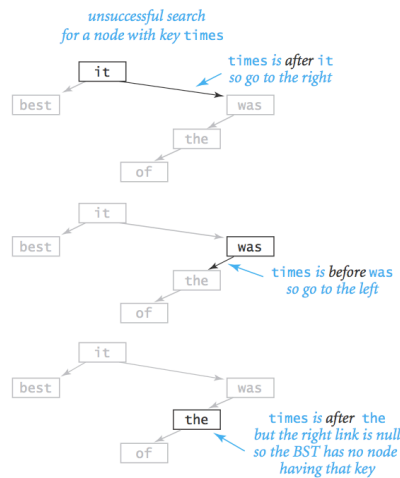 unsuccessful search
for a node with key times
it
times is after it
so go to the right
best
was
the
of
it
best
was
the
times is before was
so go to the left
of
it
best
was
the
times is after the
but the right link is null
of
so the BST has no node
having that key